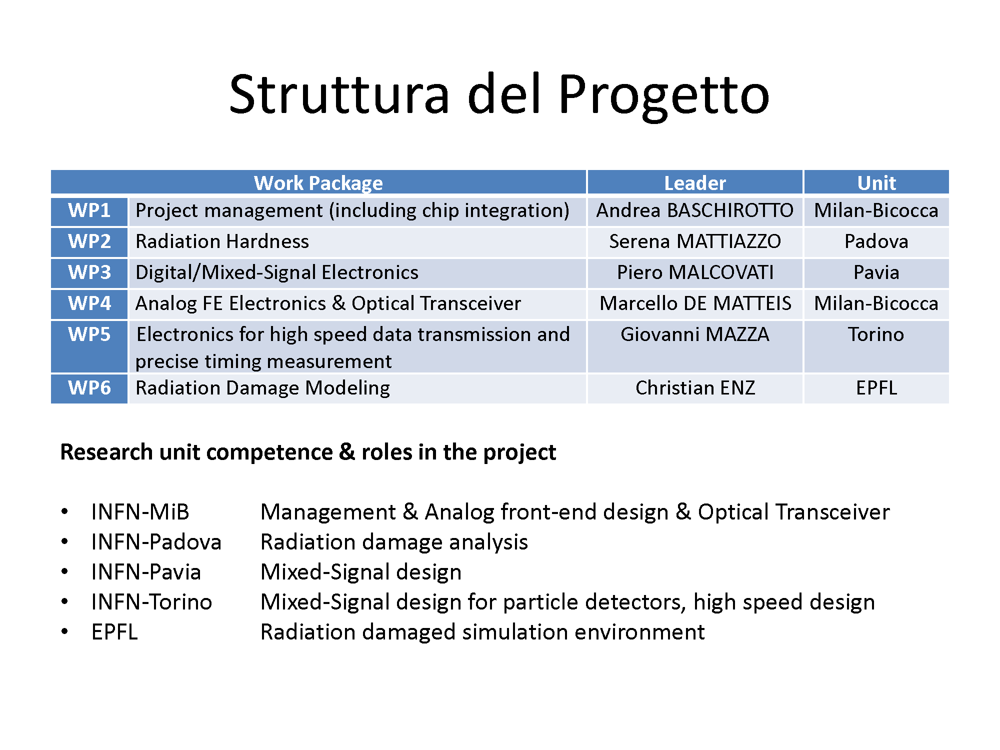 Struttura del Progetto
Work Package Leader Unit
WP1 Project management (including chip integration) Andrea BASCHIROTTO Milan-Bicocca
WP2 Radiation Hardness Serena MATTIAZZO Padova
WP3 Digital/Mixed-Signal Electronics Piero MALCOVATI Pavia
WP4 Analog FE Electronics & Optical Transceiver Marcello DE MATTEIS Milan-Bicocca
WP5 Electronics for high speed data transmission and Giovanni MAZZA Torino
precise timing measurement
WP6 Radiation Damage Modeling Christian ENZ EPFL
Research unit competence & roles in the project
• INFN-MiB Management & Analog front-end design & Optical Transceiver
• INFN-Padova Radiation damage analysis
• INFN-Pavia Mixed-Signal design
• INFN-Torino Mixed-Signal design for particle detectors, high speed design
• EPFL Radiation damaged simulation environment